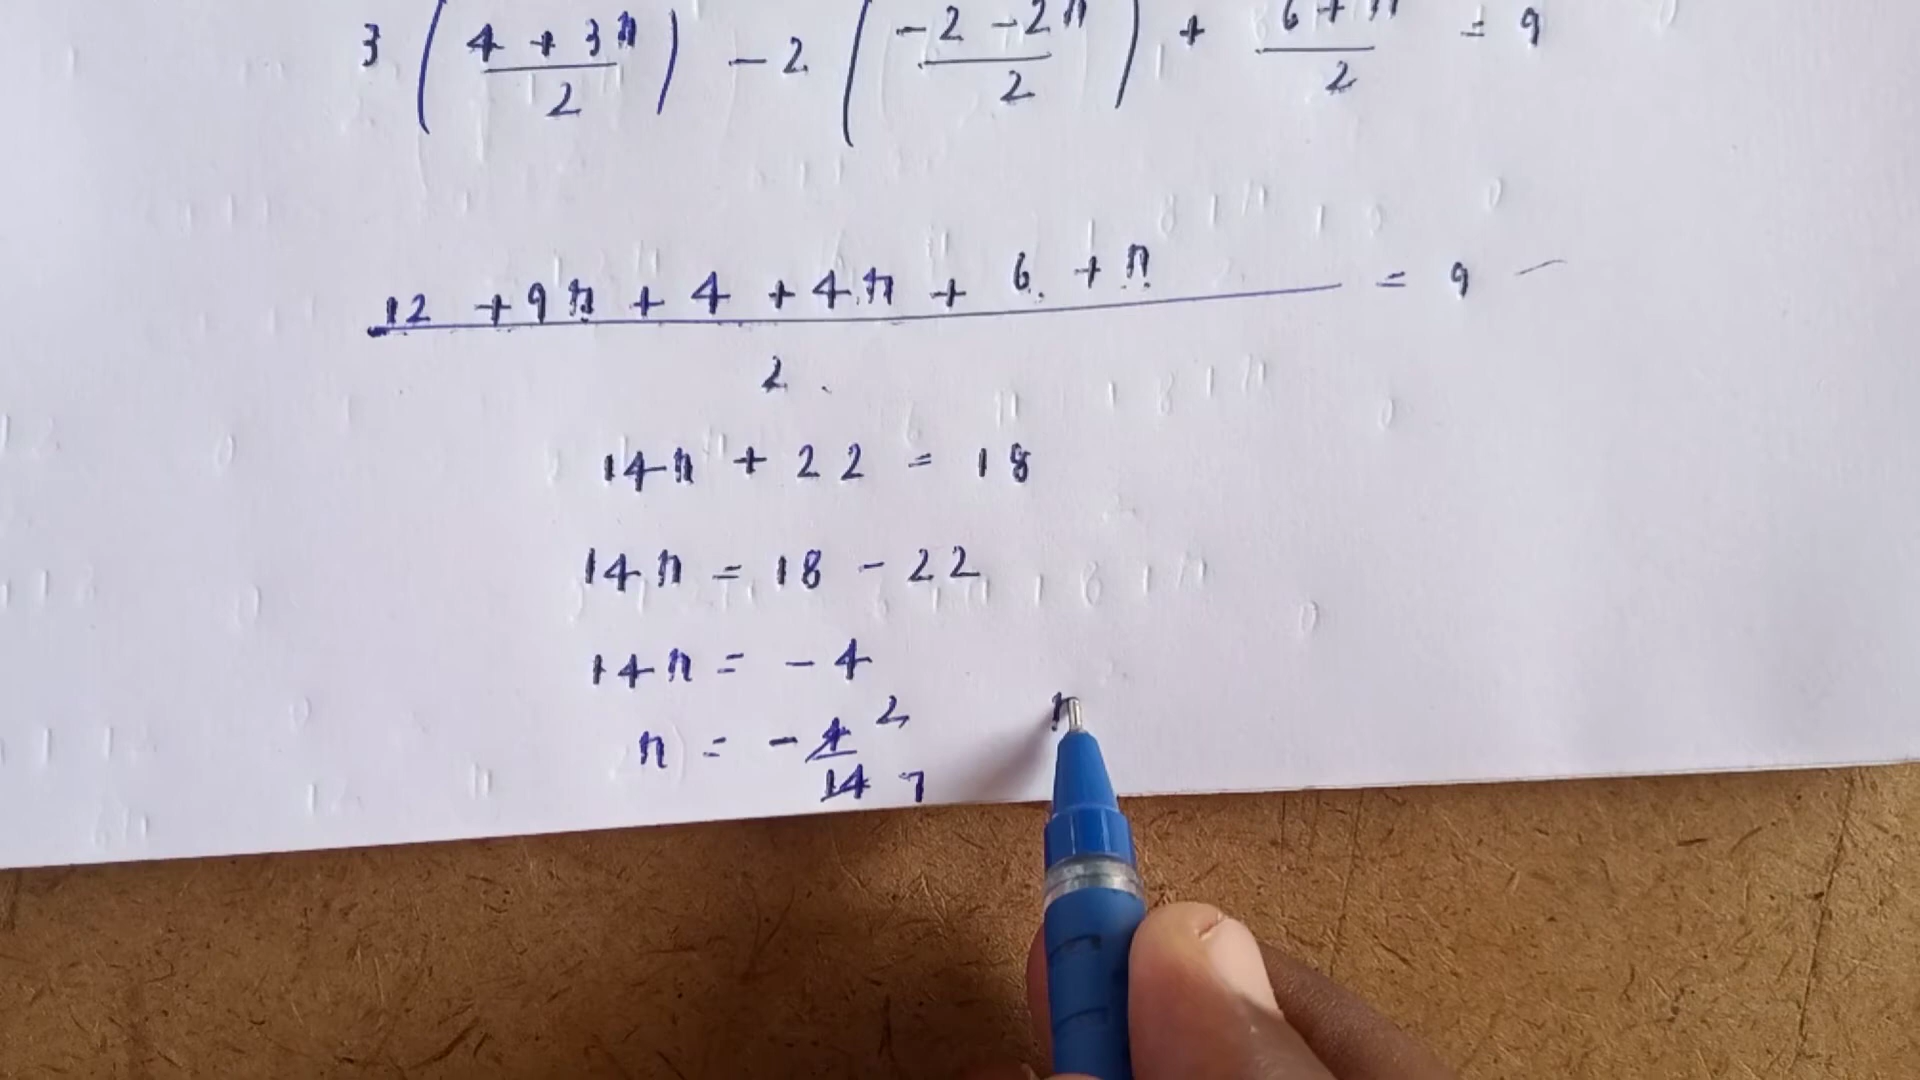 3 ( 4 + 3n / 2 ) - 2 ( -2 - 2n / 2 ) + 6 + n / 2 = 9
12 + 9n + 4 + 4n + 6 + n / 2 = 9
14n + 22 = 18
14n = 18 - 22
14n = - 4
n = - 4 / 14 2 7
n